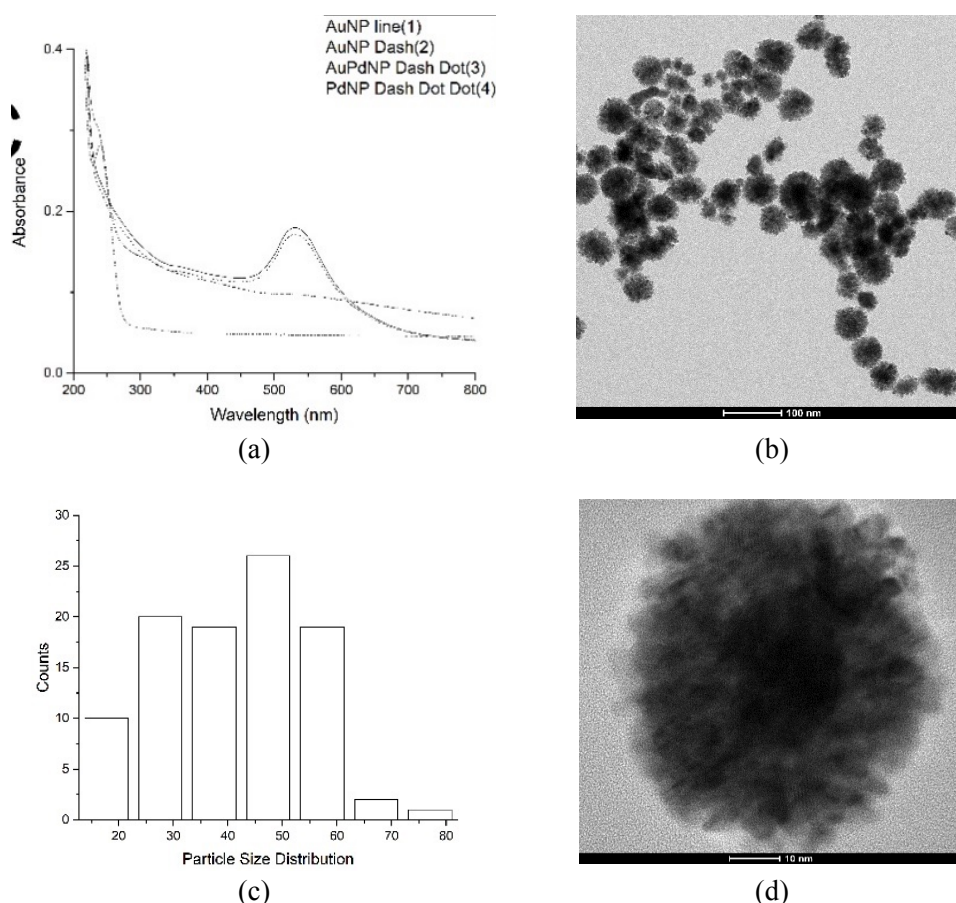 AuNP line(1)
AuNP Dash(2)
AuPdNP Dash Dot(3)
PdNP Dash Dot Dot(4)
0.4
0.2
0.0
Absorbance
200 300 400 500 600 700 800
Wavelength (nm)
(a)
100 nm
(b)
30
25
20
15
10
5
0
Counts
20 30 40 50 60 70 80
Particle Size Distribution
(c)
10 nm
(d)